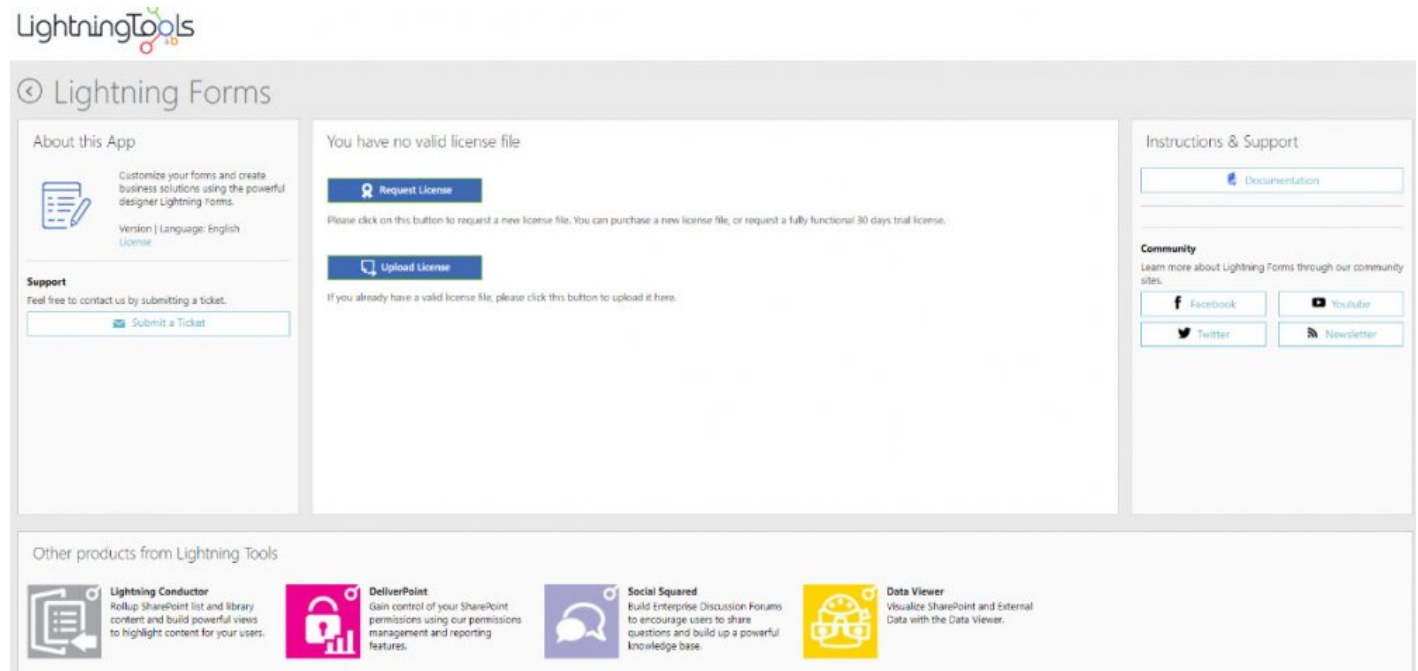 LightningTools
Lightning Forms
About this App
Customize your forms and create
business solutions using the powerful
designer Lightning Forms.
Version | Language: English
License
Support
Feel free to contact us by submitting a ticket.
Submit a Ticket
You have no valid license file
Request License
Please click on this button to request a new license file. You can purchase a new license file, or request a fully functional 30 days trial license.
Upload License
If you already have a valid license file, please click this button to upload it here.
Instructions & Support
Documentation
Community
Learn more about Lightning Forms through our community
sites.
Facebook
Youtube
Twitter
Newsletter
Other products from Lightning Tools
Lightning Conductor
Rollup SharePoint list and library
content and build powerful views
to highlight content for your users.
DeliverPoint
Gain control of your SharePoint
permissions using our permissions
management and reporting
features.
Social Squared
Build Enterprise Discussion Forums
to encourage users to share
questions and build up a powerful
knowledge base.
Data Viewer
Visualize SharePoint and External
Data with the Data Viewer.